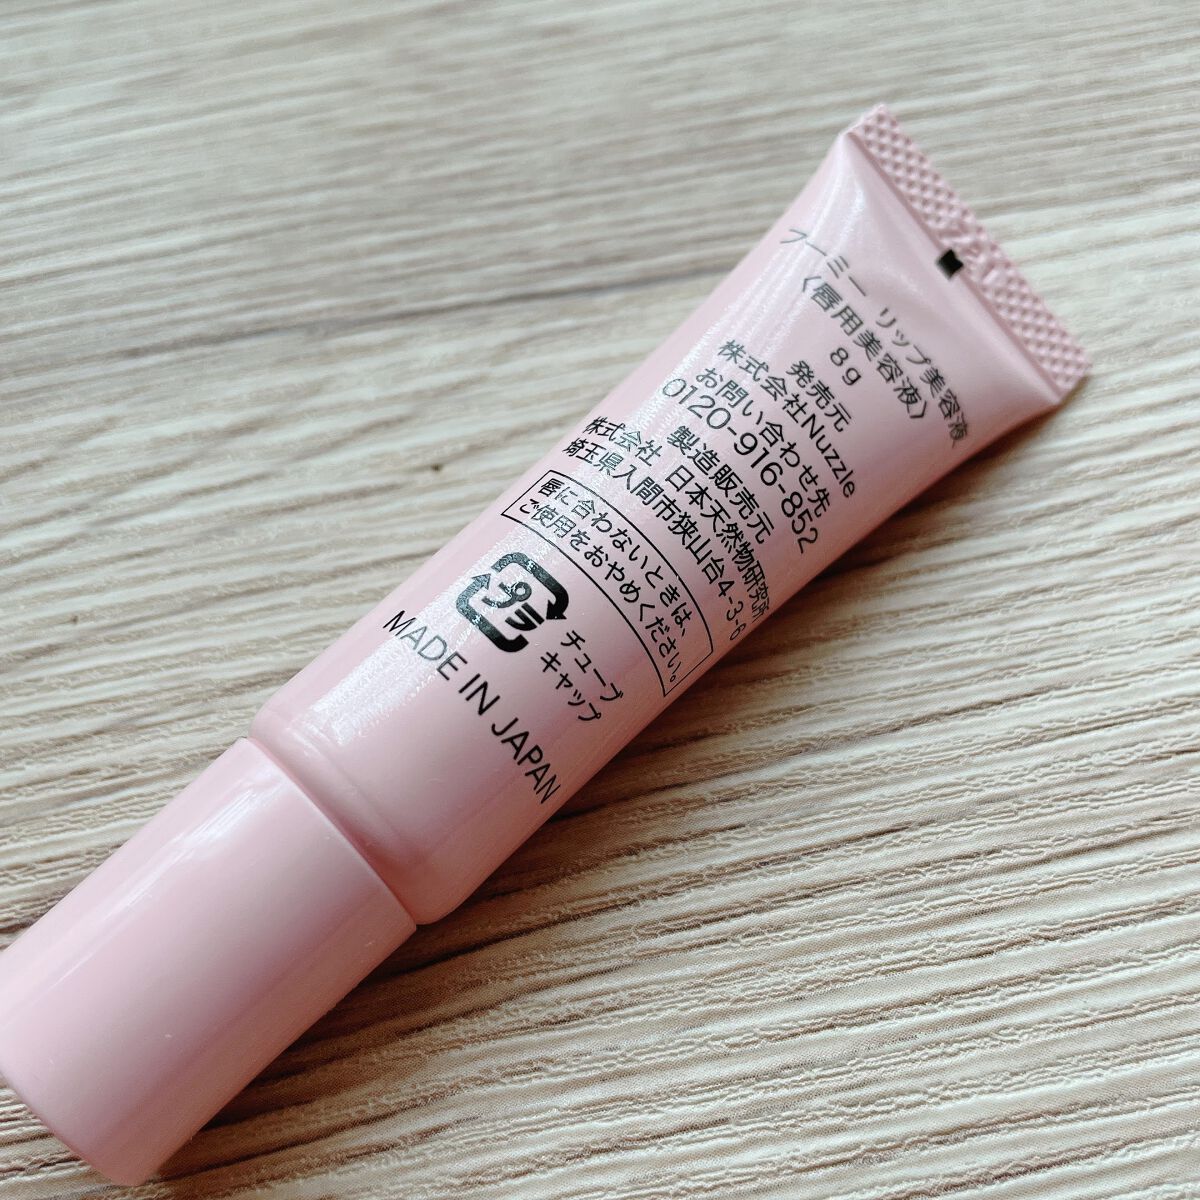 フーミー リップ美容液
〈唇用美容液〉
8g
発売元
株式会社Nuzzle
お問い合わせ先
0120-916-852
製造販売元
株式会社 日本天然物研究所
埼玉県入間市狭山台4-3-6
唇に合わないときは、
ご使用をおやめください。
プラ
チューブ
キャップ
MADE IN JAPAN